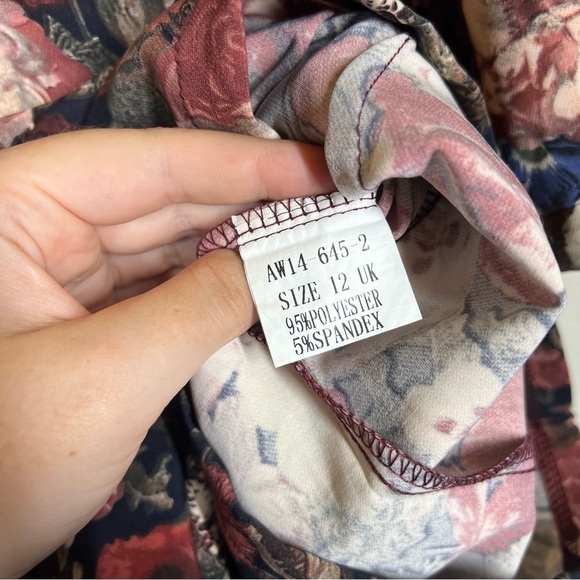 AW14-645-2
SIZE 12 UK
95%POLYESTER
5%SPANDEX